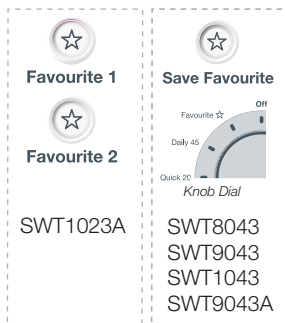 Favourite 1
Favourite 2
SWT1023A
Save Favourite
Off
Favourite
Daily 45
Quick 20
Knob Dial
SWT8043
SWT9043
SWT1043
SWT9043A